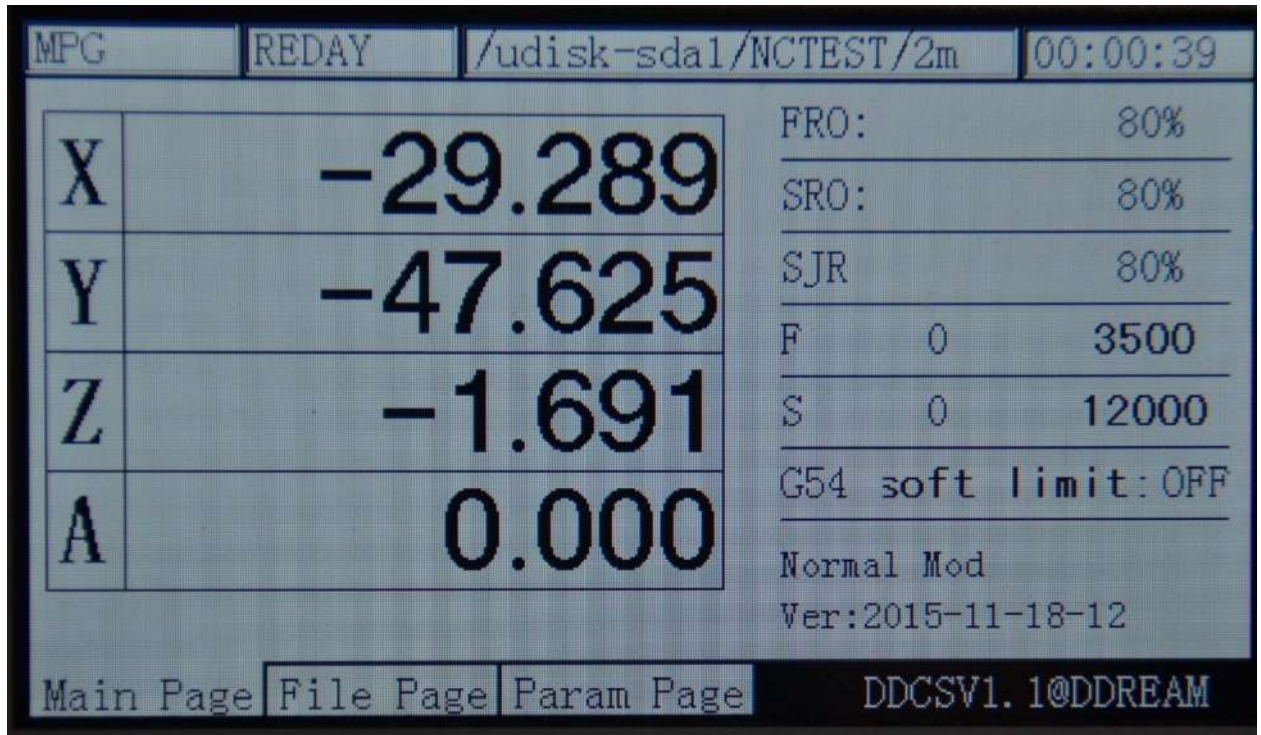 MPG REDAY /udisk-sda1/NCTEST/2m 00:00:39
X -29.289
Y -47.625
Z -1.691
A 0.000
FRO: 80%
SRO: 80%
SJR 80%
F 0 3500
S 0 12000
G54 soft limit:OFF
Normal Mod
Ver:2015-11-18-12
Main Page File Page Param Page DDCSV1.1@DDREAM